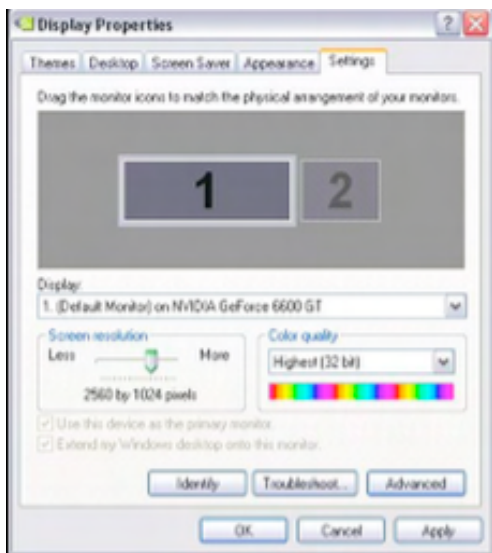 Display Properties
Themes Desktop Screen Saver Appearance Settings
Drag the monitor icons to match the physical arrangement of your monitors.
1 2
Display:
1. (Default Monitor) on NVIDIA GeForce 6600 GT
Screen resolution Color quality
Less More Highest (32 bit)
2560 by 1024 pixels
Use this device as the primary monitor.
Extend my Windows desktop onto this monitor.
Identify Troubleshoot... Advanced
OK Cancel Apply